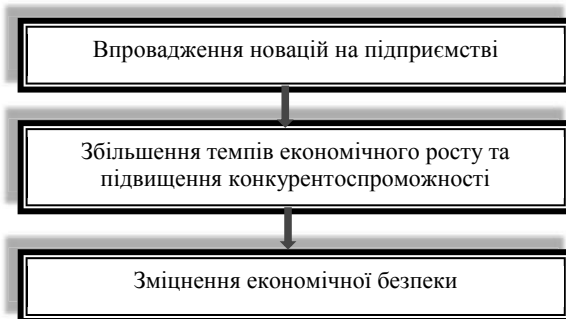 Впровадження новацій на підприємстві
Збільшення темпів економічного росту та
підвищення конкурентоспроможності
Зміцнення економічної безпеки